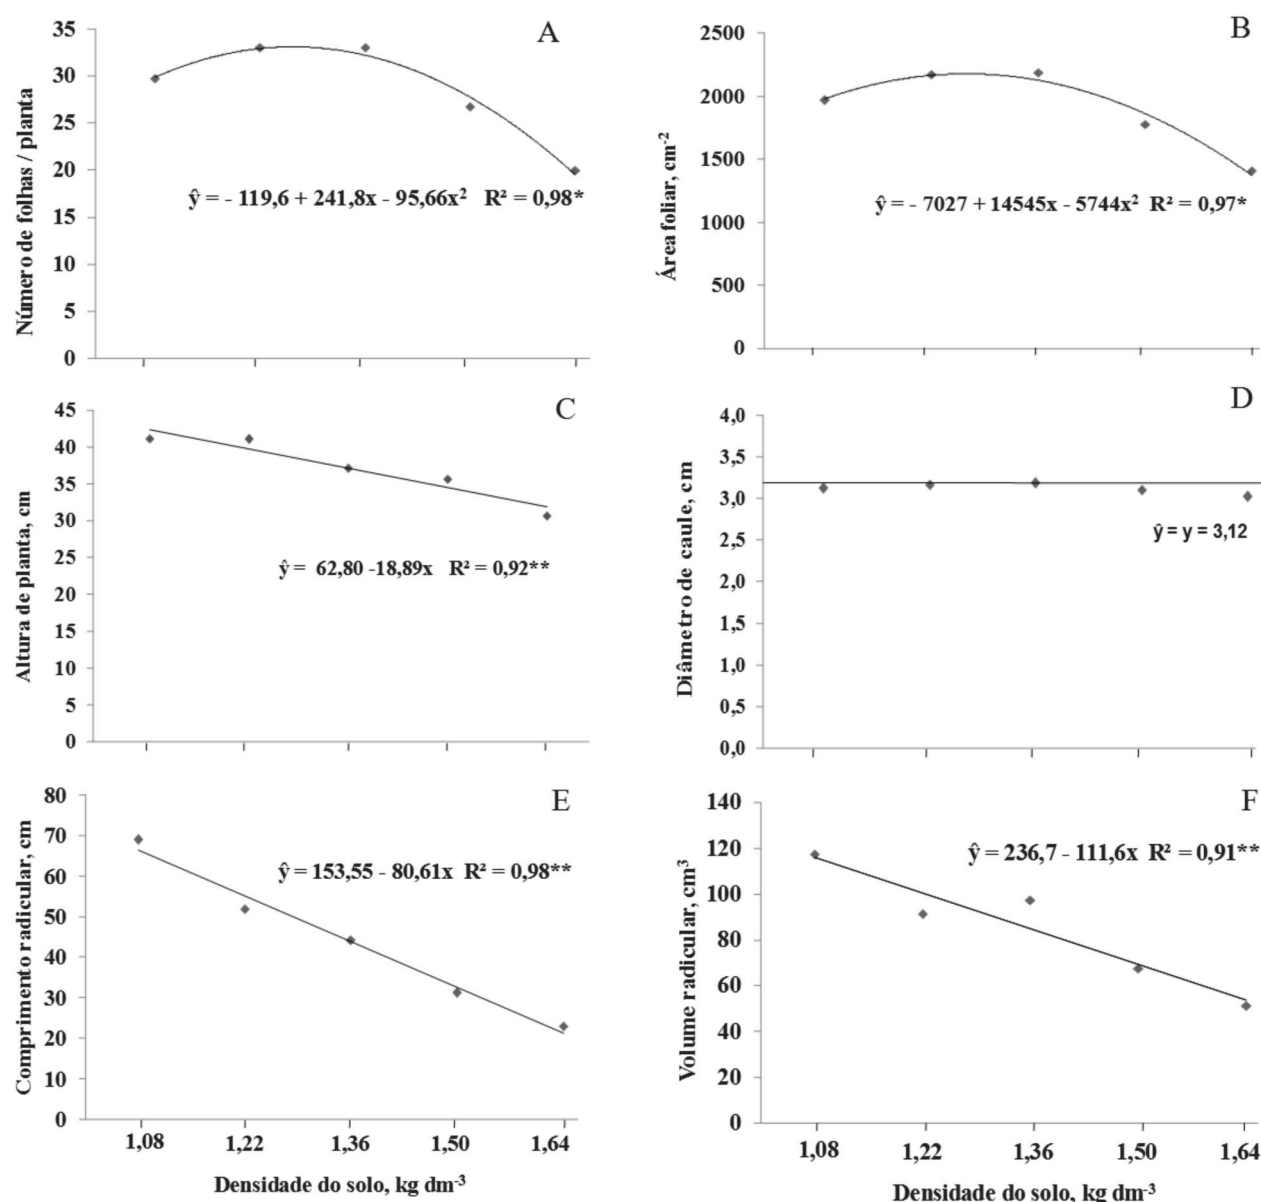 A
Número de folhas / planta
35
30
25
20
15
10
5
0
ŷ = - 119,6 + 241,8x - 95,66x² R² = 0,98*
B
Área foliar, cm⁻²
2500
2000
1500
1000
500
0
ŷ = - 7027 + 14545x - 5744x² R² = 0,97*
C
Altura de planta, cm
45
40
35
30
25
20
15
10
5
0
ŷ = 62,80 -18,89x R² = 0,92**
D
Diâmetro de caule, cm
4,0
3,5
3,0
2,5
2,0
1,5
1,0
0,5
0,0
ŷ = y = 3,12
E
Comprimento radicular, cm
80
70
60
50
40
30
20
10
0
ŷ = 153,55 - 80,61x R² = 0,98**
1,08 1,22 1,36 1,50 1,64
Densidade do solo, kg dm⁻³
F
Volume radicular, cm³
140
120
100
80
60
40
20
0
ŷ = 236,7 - 111,6x R² = 0,91**
1,08 1,22 1,36 1,50 1,64
Densidade do solo, kg dm⁻³